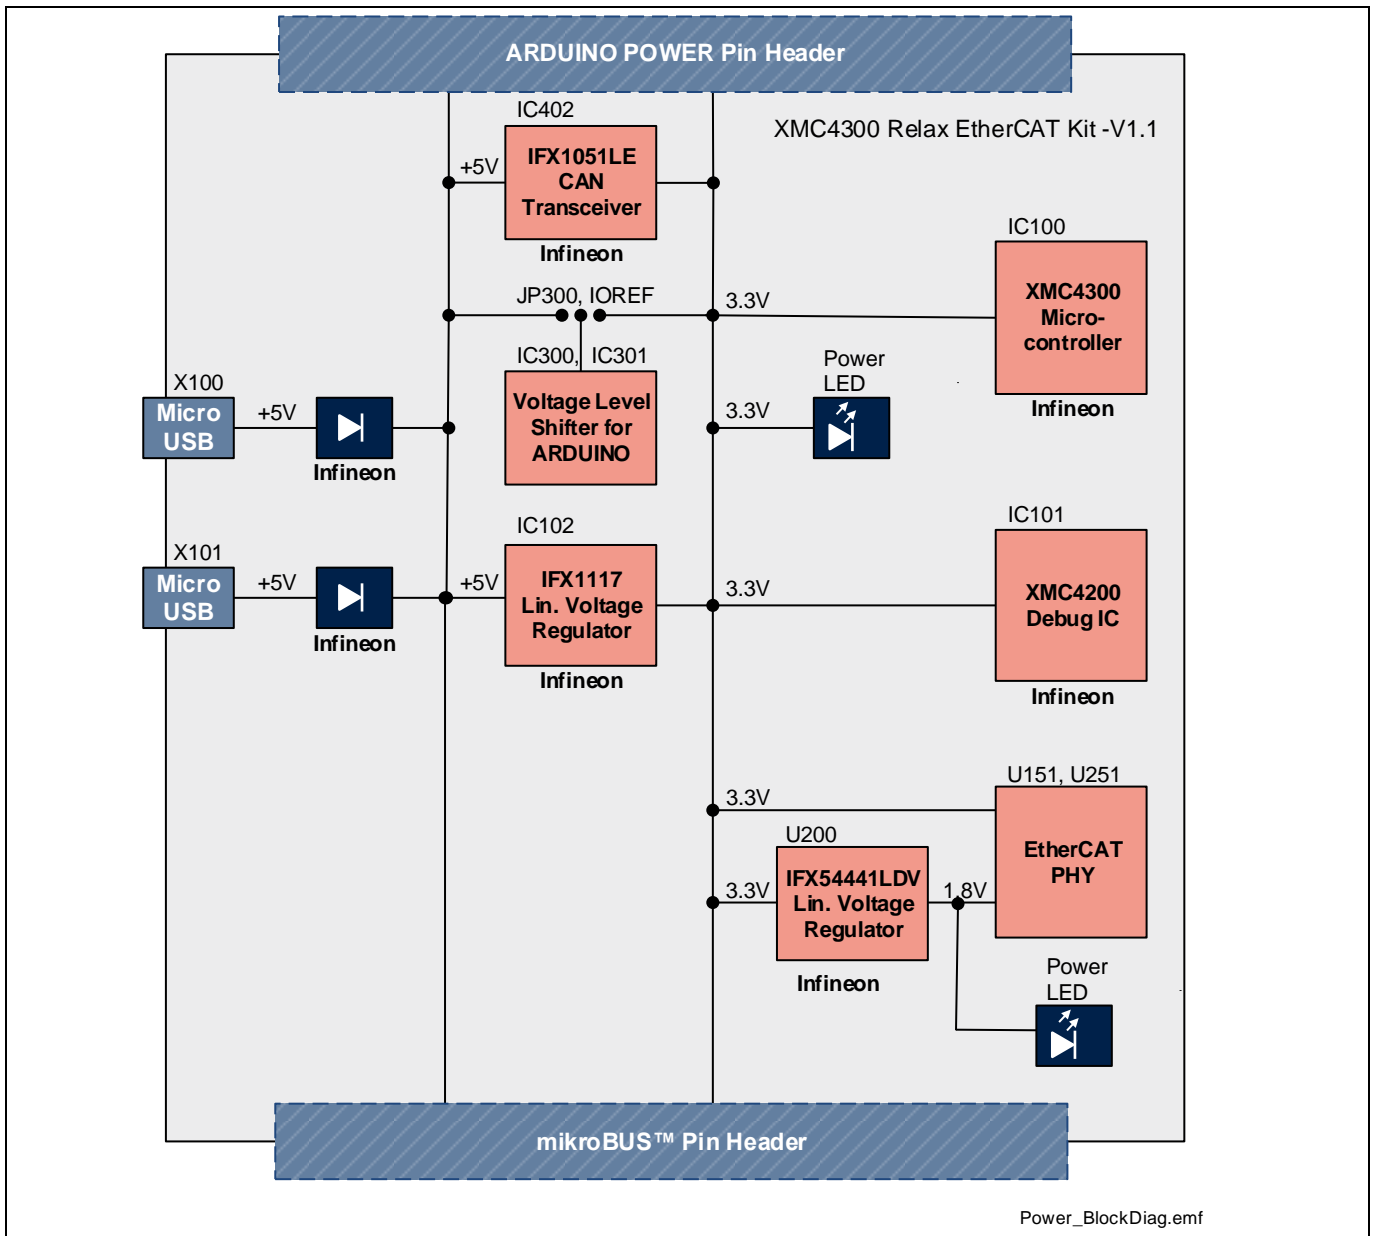 ARDUINO POWER Pin Header
XMC4300 Relax EtherCAT Kit -V1.1
IC402
+5V
IFX1051LE
CAN
Transceiver
Infineon
IC100
XMC4300
Micro-
controller
Infineon
JP300, IOREF
3.3V
IC300, IC301
Voltage Level
Shifter for
ARDUINO
Power
LED
3.3V
X100
Micro
USB
+5V
Infineon
X101
Micro
USB
+5V
Infineon
IC102
+5V
IFX1117
Lin. Voltage
Regulator
Infineon
3.3V
IC101
XMC4200
Debug IC
Infineon
U151, U251
3.3V
EtherCAT
PHY
U200
3.3V
IFX54441LDV
Lin. Voltage
Regulator
Infineon
1.8V
Power
LED
mikroBUS™ Pin Header
Power_BlockDiag.emf